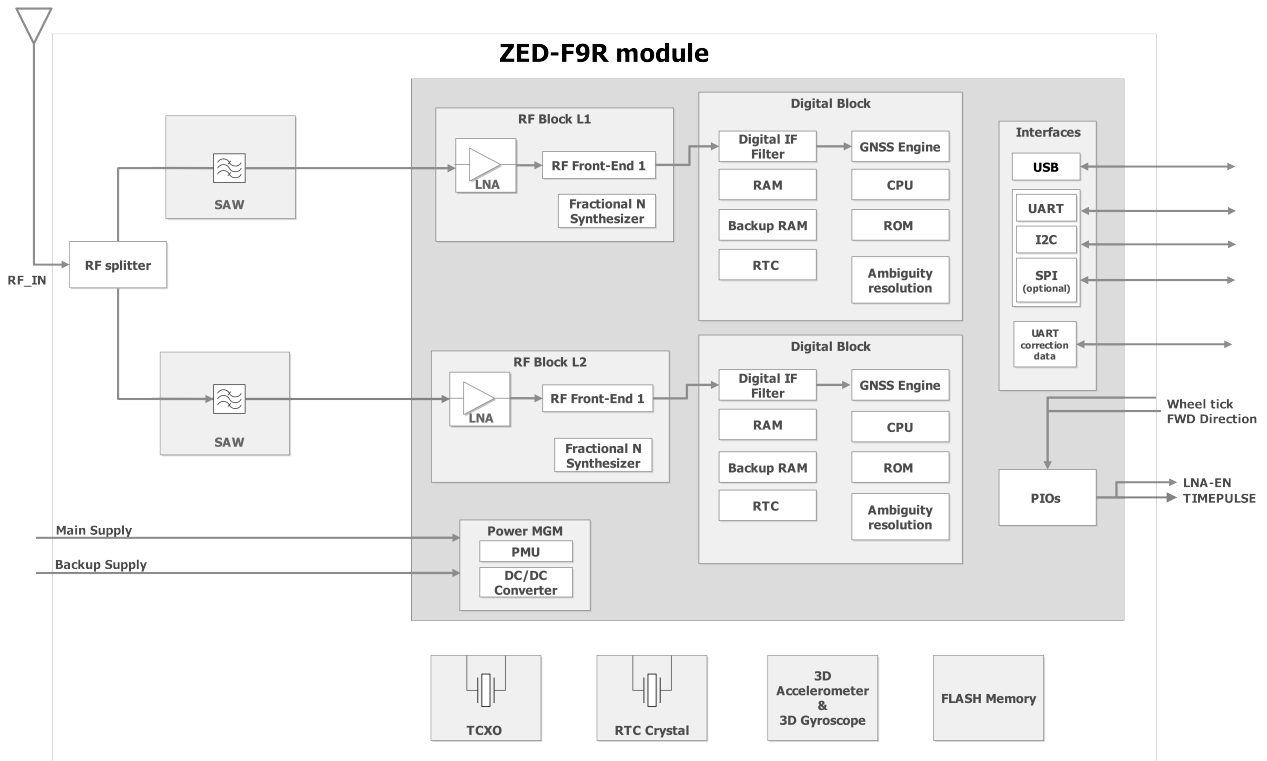 ZED-F9R module
RF_IN
RF splitter
SAW
SAW
RF Block L1
LNA
RF Front-End 1
Fractional N
Synthesizer
Digital Block
Digital IF
Filter
GNSS Engine
RAM
CPU
Backup RAM
ROM
RTC
Ambiguity
resolution
Interfaces
USB
UART
I2C
SPI
(optional)
UART
correction
data
RF Block L2
LNA
RF Front-End 1
Fractional N
Synthesizer
Digital Block
Digital IF
Filter
GNSS Engine
RAM
CPU
Backup RAM
ROM
RTC
Ambiguity
resolution
Wheel tick
FWD Direction
PIOs
LNA-EN
TIMEPULSE
Main Supply
Backup Supply
Power MGM
PMU
DC/DC
Converter
TCXO
RTC Crystal
3D
Accelerometer
&
3D Gyroscope
FLASH Memory